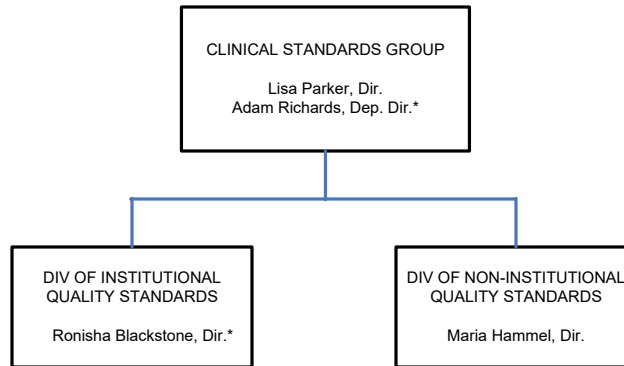 CLINICAL STANDARDS GROUP
Lisa Parker, Dir.
Adam Richards, Dep. Dir.*
DIV OF INSTITUTIONAL
QUALITY STANDARDS
Ronisha Blackstone, Dir.*
DIV OF NON-INSTITUTIONAL
QUALITY STANDARDS
Maria Hammel, Dir.